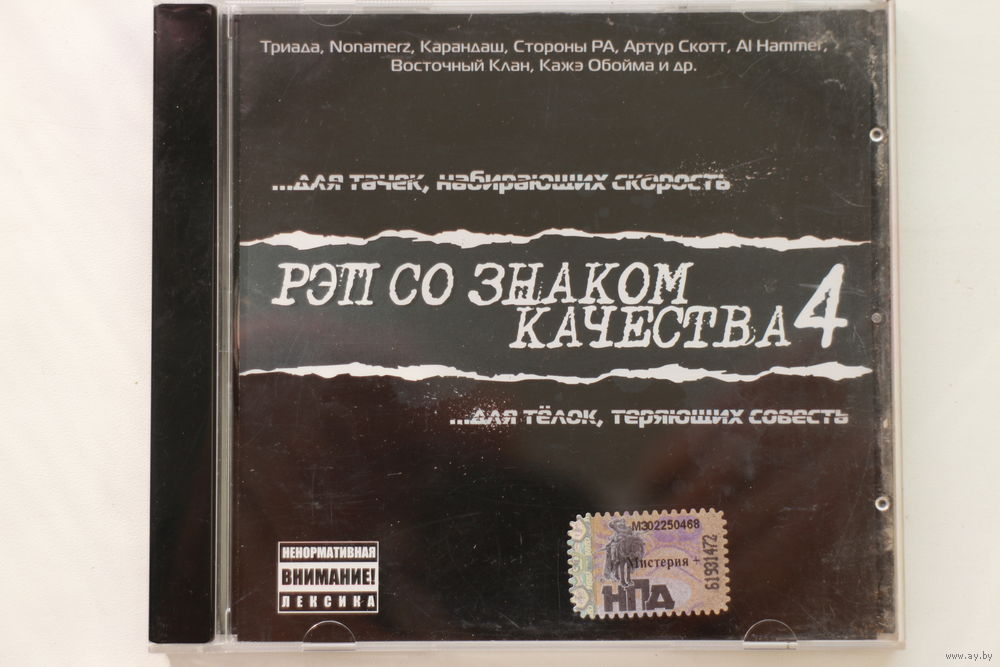 Триада, Nonamerz, Карандаш, Стороны РА, Артур Скотт, Al Hammer,
Восточный Клан, Кажэ Обойма и др.
...для тачек, набирающих скорость
РЭП СО ЗНАКОМ
КАЧЕСТВА 4
...для тёлок, теряющих совесть
НЕНОРМАТИВНАЯ
ВНИМАНИЕ!
ЛЕКСИКА
МЭ02250468
Мистерия +
НПД
61931472
www.ay.by